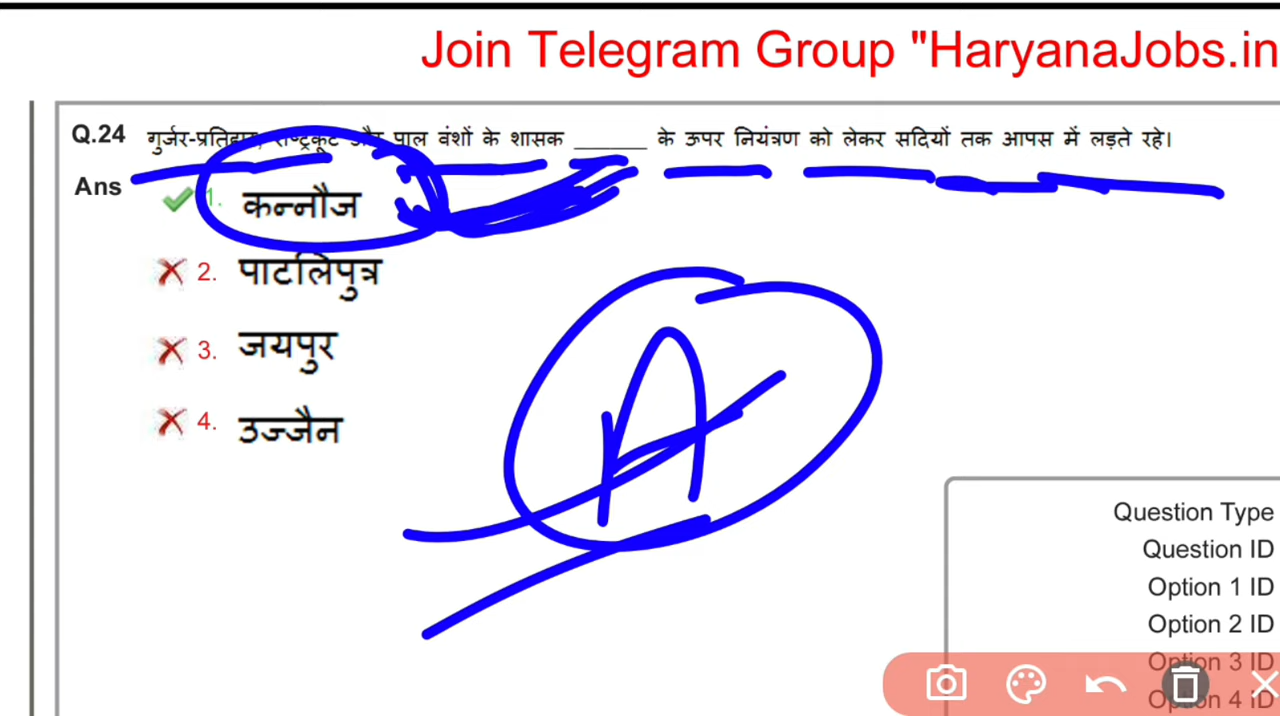 Join Telegram Group "HaryanaJobs.in
Q.24 गुर्जर-प्रतिहार, राष्ट्रकूट और पाल वंशों के शासक ______ के ऊपर नियंत्रण को लेकर सदियों तक आपस में लड़ते रहे।
Ans
1. कन्नौज
2. पाटलिपुत्र
3. जयपुर
4. उज्जैन
A
Question Type
Question ID
Option 1 ID
Option 2 ID
Option 3 ID
Option 4 ID